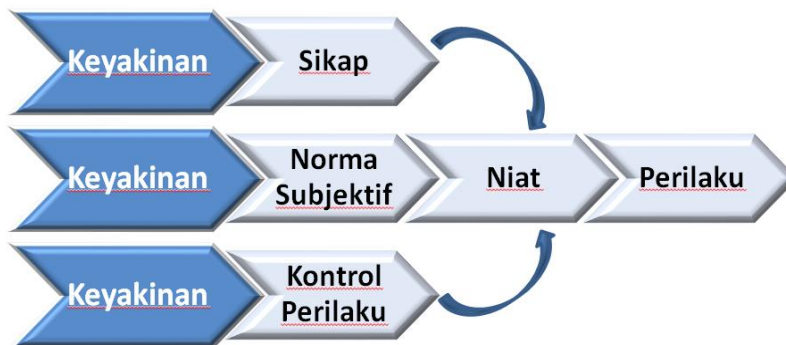 Keyakinan
Sikap
Keyakinan
Norma
Subjektif
Niat
Perilaku
Keyakinan
Kontrol
Perilaku